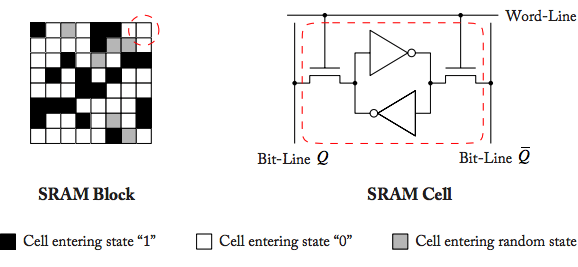 Word-Line
Bit-Line Q
Bit-Line Q̅
SRAM Block
SRAM Cell
Cell entering state “1”
Cell entering state “0”
Cell entering random state